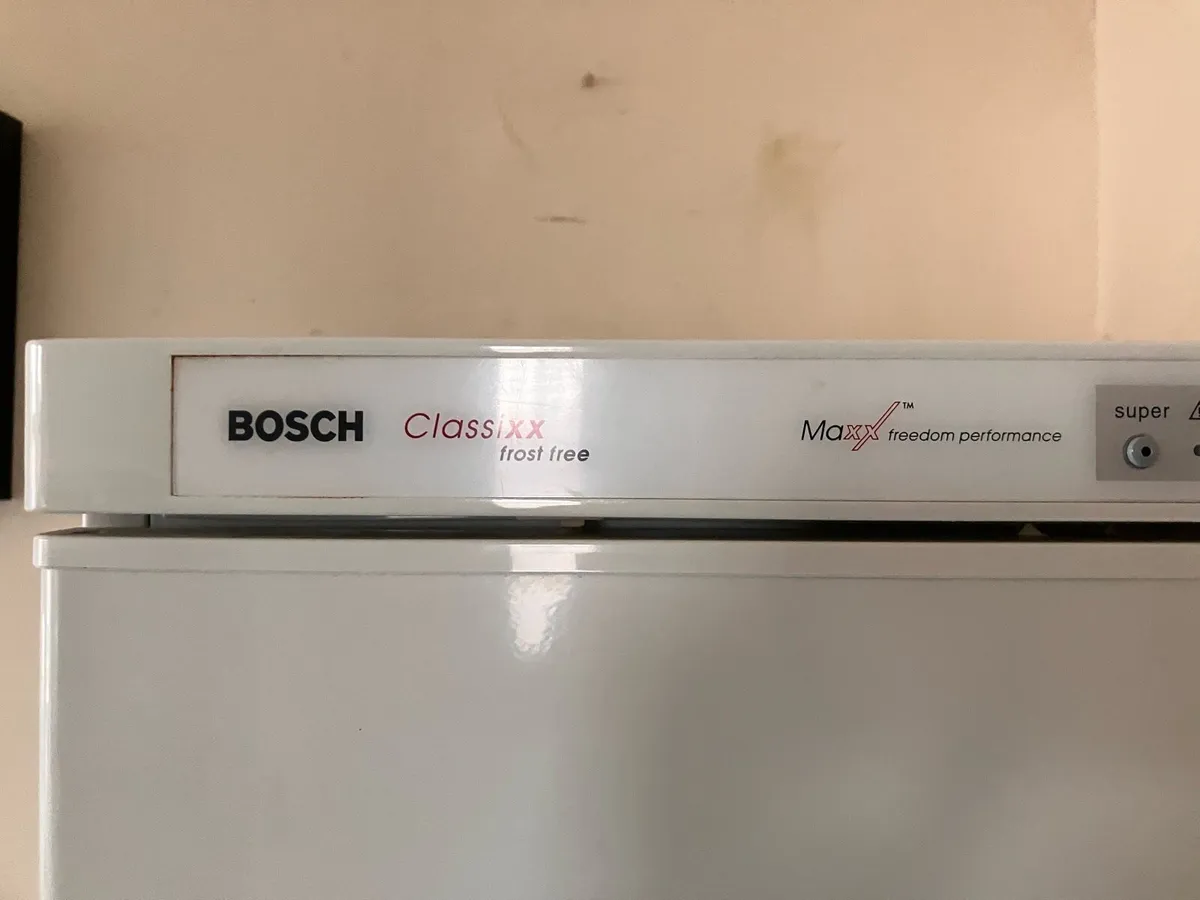 BOSCH Classixx
frost free
Maxx™ freedom performance
super